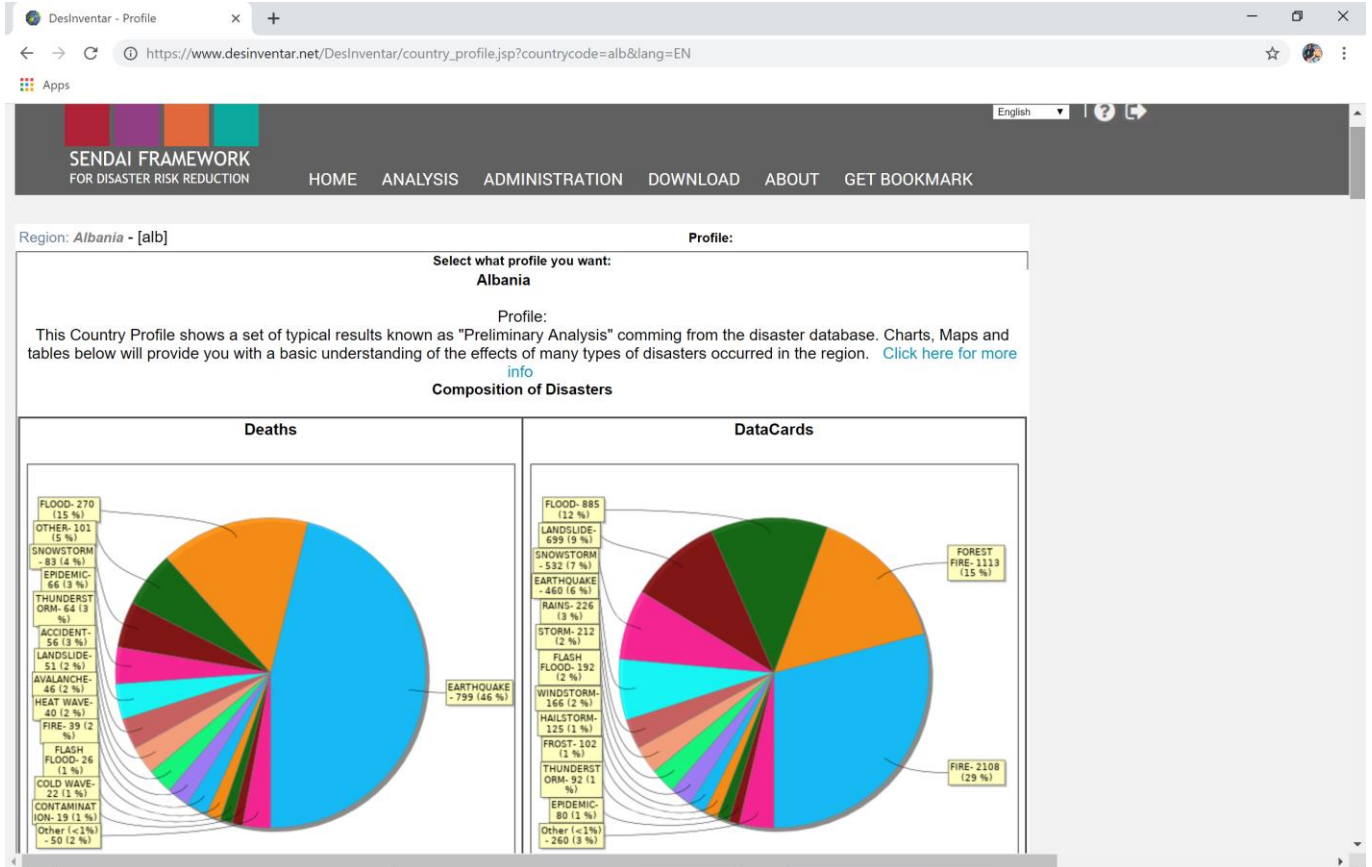 DesInventar - Profile
https://www.desinventar.net/DesInventar/country_profile.jsp?countrycode=alb&lang=EN
Apps
English
SENDAI FRAMEWORK
FOR DISASTER RISK REDUCTION
HOME ANALYSIS ADMINISTRATION DOWNLOAD ABOUT GET BOOKMARK
Region: Albania - [alb]
Profile:
Select what profile you want:
Albania
Profile:
This Country Profile shows a set of typical results known as "Preliminary Analysis" comming from the disaster database. Charts, Maps and
tables below will provide you with a basic understanding of the effects of many types of disasters occurred in the region. Click here for more
info
Composition of Disasters
Deaths
FLOOD- 270
(15 %)
OTHER- 101
(5 %)
SNOWSTORM
- 83 (4 %)
EPIDEMIC-
66 (3 %)
THUNDERST
ORM- 64 (3
%)
ACCIDENT-
56 (3 %)
LANDSLIDE-
51 (2 %)
AVALANCHE-
46 (2 %)
HEAT WAVE-
40 (2 %)
FIRE- 39 (2
%)
FLASH
FLOOD- 26
(1 %)
COLD WAVE-
22 (1 %)
CONTAMINAT
ION- 19 (1 %)
Other (<1%)
- 50 (2 %)
EARTHQUAKE
- 799 (46 %)
DataCards
FLOOD- 885
(12 %)
LANDSLIDE-
699 (9 %)
SNOWSTORM
- 532 (7 %)
EARTHQUAKE
- 460 (6 %)
RAINS- 226
(3 %)
STORM- 212
(2 %)
FLASH
FLOOD- 192
(2 %)
WINDSTORM-
166 (2 %)
HAILSTORM-
125 (1 %)
FROST- 102
(1 %)
THUNDERST
ORM- 92 (1
%)
EPIDEMIC-
80 (1 %)
Other (<1%)
- 260 (3 %)
FOREST
FIRE- 1113
(15 %)
FIRE- 2108
(29 %)